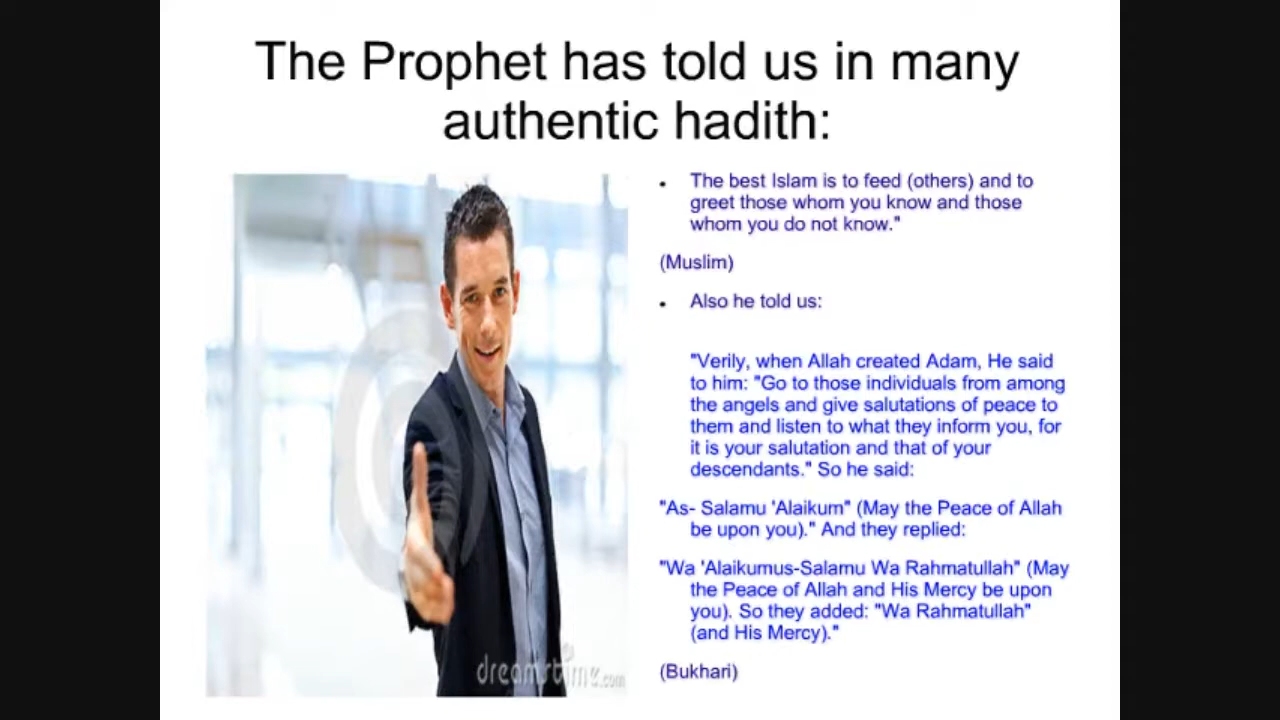 The Prophet has told us in many
authentic hadith:
• The best Islam is to feed (others) and to
greet those whom you know and those
whom you do not know."
(Muslim)
• Also he told us:
"Verily, when Allah created Adam, He said
to him: "Go to those individuals from among
the angels and give salutations of peace to
them and listen to what they inform you, for
it is your salutation and that of your
descendants." So he said:
"As- Salamu 'Alaikum" (May the Peace of Allah
be upon you)." And they replied:
"Wa 'Alaikumus-Salamu Wa Rahmatullah" (May
the Peace of Allah and His Mercy be upon
you). So they added: "Wa Rahmatullah"
(and His Mercy)."
(Bukhari)
dreamstime.com